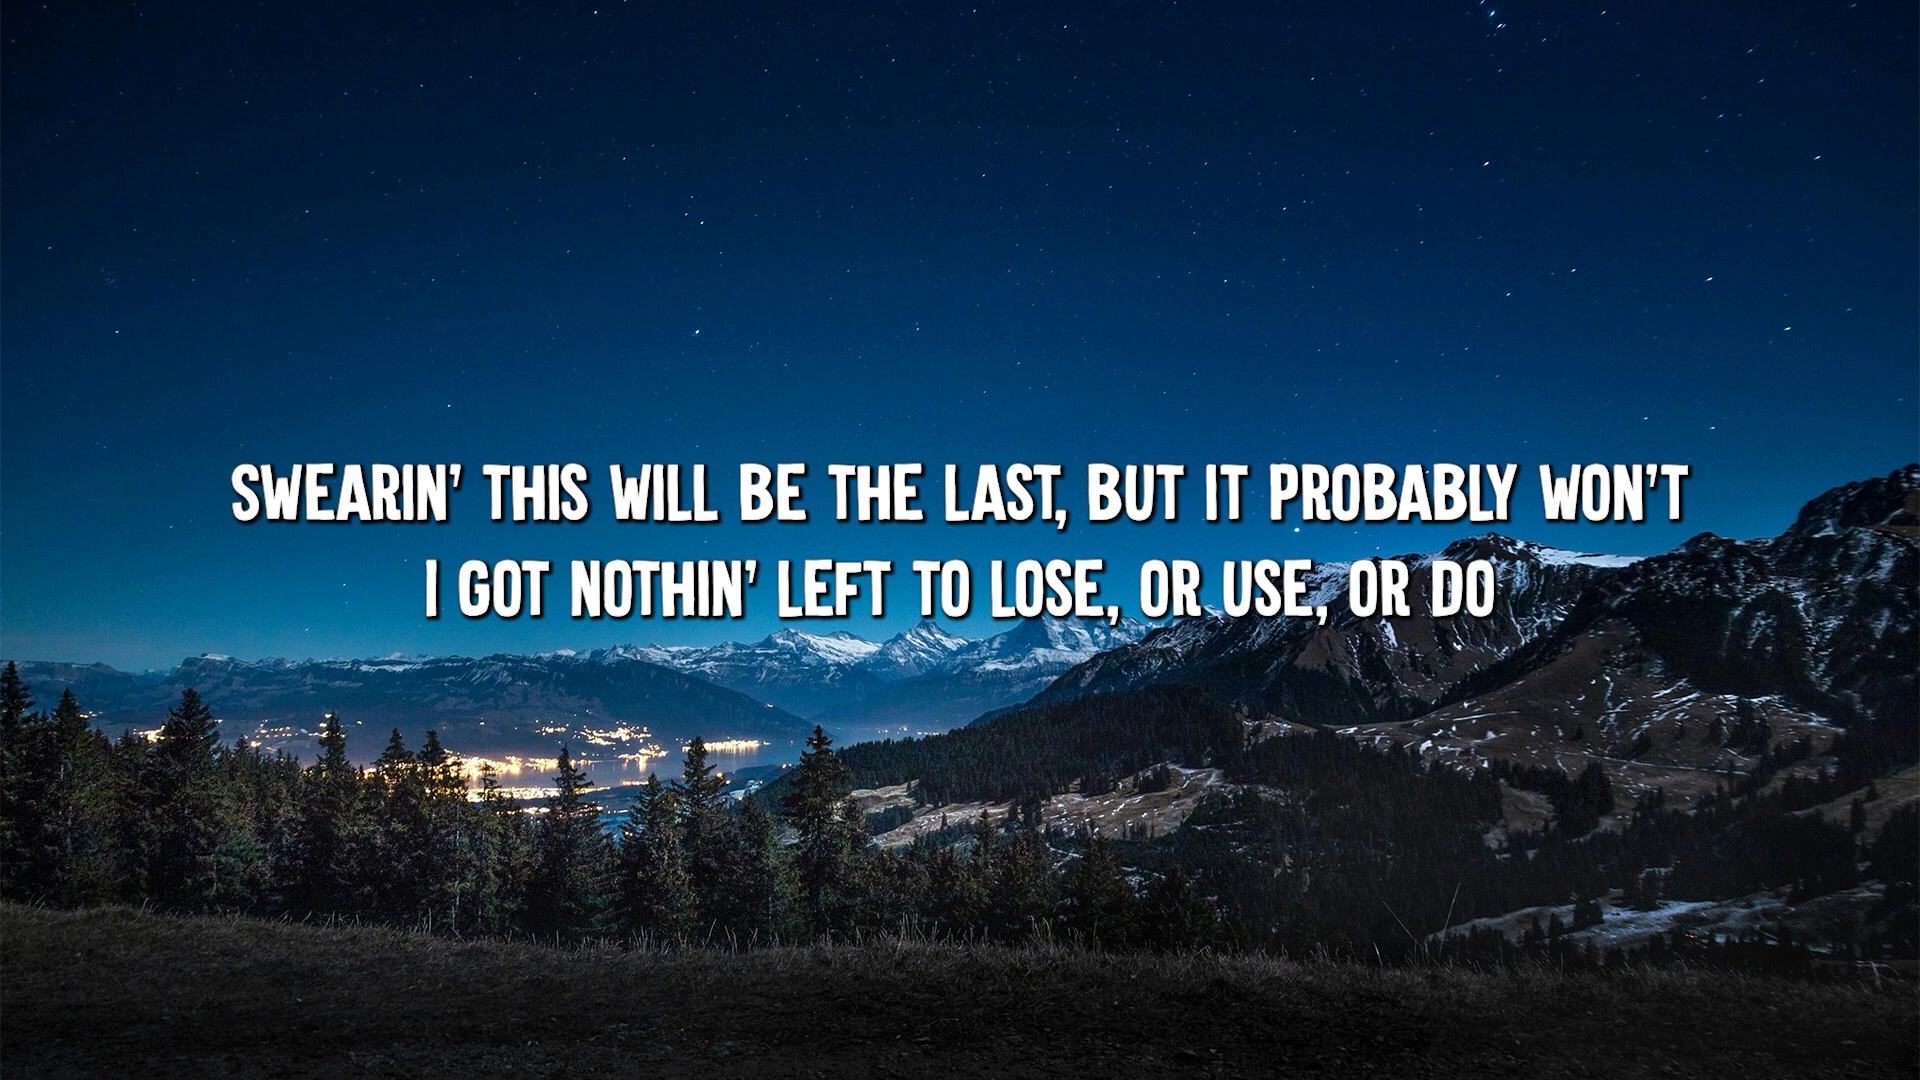 SWEARIN' THIS WILL BE THE LAST, BUT IT PROBABLY WON'T
I GOT NOTHIN' LEFT TO LOSE, OR USE, OR DO